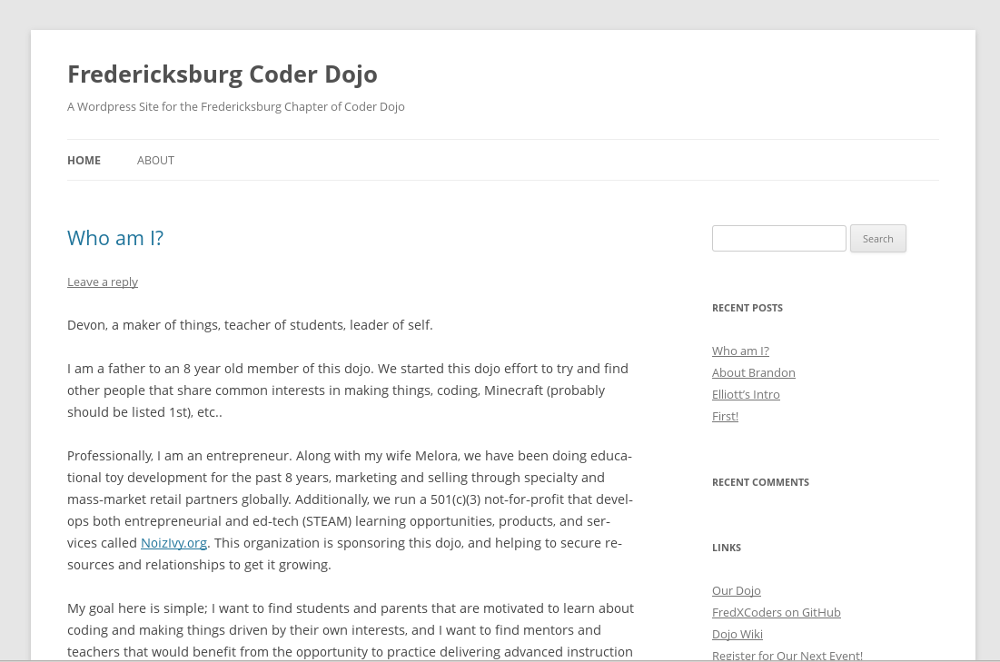 Fredericksburg Coder Dojo
A Wordpress Site for the Fredericksburg Chapter of Coder Dojo
HOME
ABOUT
Who am I?
Leave a reply
Devon, a maker of things, teacher of students, leader of self.
I am a father to an 8 year old member of this dojo. We started this dojo effort to try and find
other people that share common interests in making things, coding, Minecraft (probably
should be listed 1st), etc..
Professionally, I am an entrepreneur. Along with my wife Melora, we have been doing educa-
tional toy development for the past 8 years, marketing and selling through specialty and
mass-market retail partners globally. Additionally, we run a 501(c)(3) not-for-profit that devel-
ops both entrepreneurial and ed-tech (STEAM) learning opportunities, products, and ser-
vices called NoizIvy.org. This organization is sponsoring this dojo, and helping to secure re-
sources and relationships to get it growing.
My goal here is simple; I want to find students and parents that are motivated to learn about
coding and making things driven by their own interests, and I want to find mentors and
teachers that would benefit from the opportunity to practice delivering advanced instruction
Search
RECENT POSTS
Who am I?
About Brandon
Elliott's Intro
First!
RECENT COMMENTS
LINKS
Our Dojo
FredXCoders on GitHub
Dojo Wiki
Register for Our Next Event!